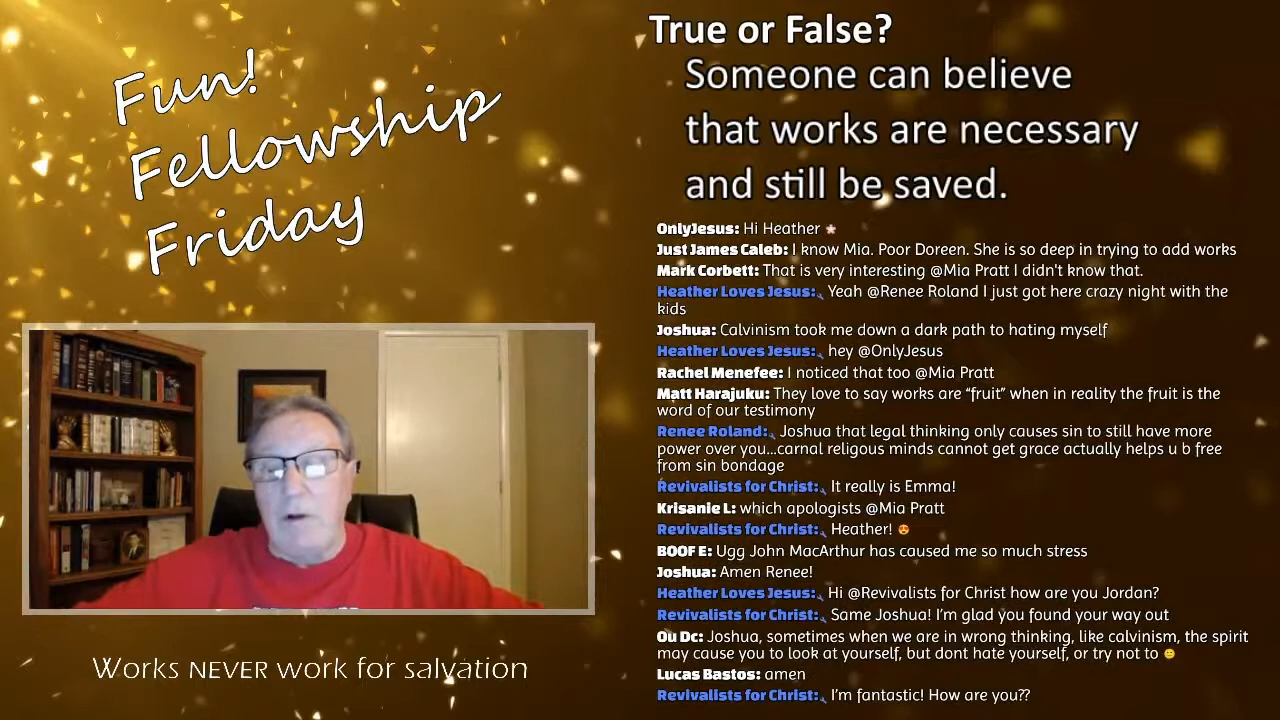 Fun!
Fellowship
Friday
True or False?
Someone can believe
that works are necessary
and still be saved.
OnlyJesus: Hi Heather 🌸
Just James Caleb: I know Mia. Poor Doreen. She is so deep in trying to add works
Mark Corbett: That is very interesting @Mia Pratt I didn't know that.
Heather Loves Jesus: Yeah @Renee Roland I just got here crazy night with the
kids
Joshua: Calvinism took me down a dark path to hating myself
Heather Loves Jesus: hey @OnlyJesus
Rachel Menefee: I noticed that too @Mia Pratt
Matt Harajuku: They love to say works are “fruit” when in reality the fruit is the
word of our testimony
Renee Roland: Joshua that legal thinking only causes sin to still have more
power over you...carnal religous minds cannot get grace actually helps u b free
from sin bondage
Revivalists for Christ: It really is Emma!
Krisanie L: which apologists @Mia Pratt
Revivalists for Christ: Heather! 😍
BOOF E: Ugg John MacArthur has caused me so much stress
Joshua: Amen Renee!
Heather Loves Jesus: Hi @Revivalists for Christ how are you Jordan?
Revivalists for Christ: Same Joshua! I'm glad you found your way out
Ou Dc: Joshua, sometimes when we are in wrong thinking, like calvinism, the spirit
may cause you to look at yourself, but dont hate yourself, or try not to 🙂
Lucas Bastos: amen
Revivalists for Christ: I'm fantastic! How are you??
Works NEVER work for salvation